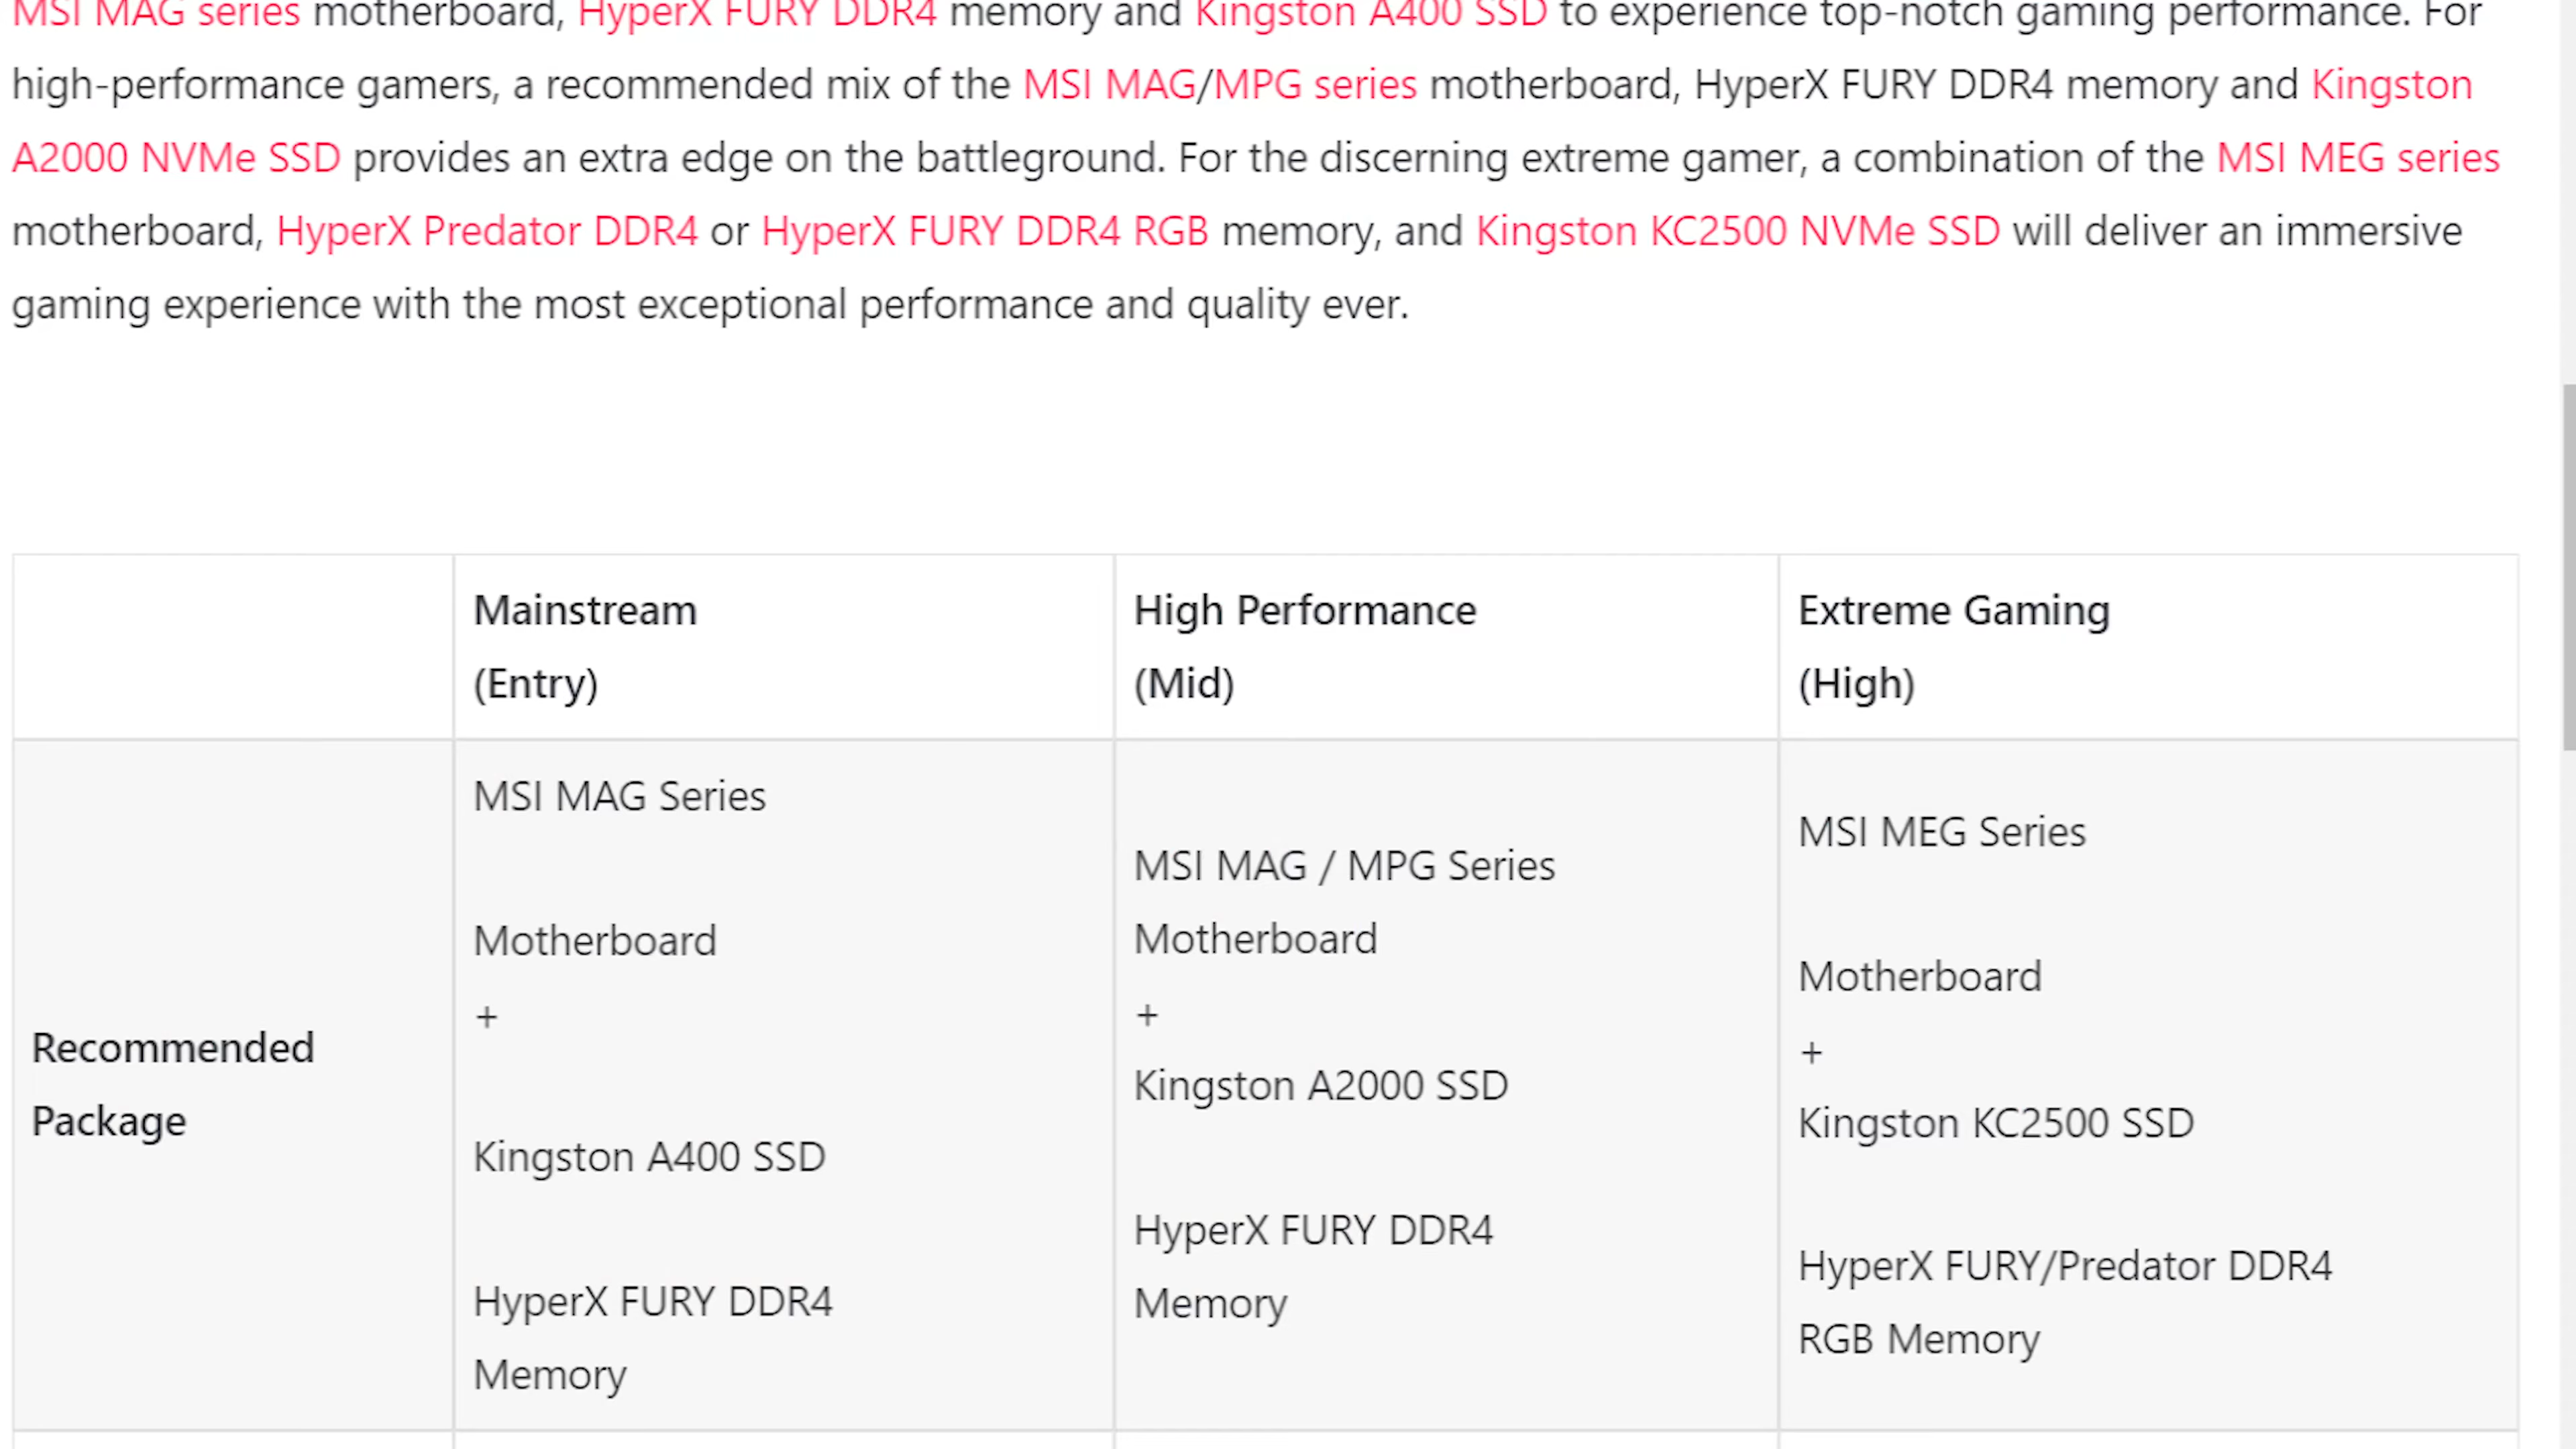 MSI MAG series motherboard, HyperX FURY DDR4 memory and Kingston A400 SSD to experience top-notch gaming performance. For
high-performance gamers, a recommended mix of the MSI MAG/MPG series motherboard, HyperX FURY DDR4 memory and Kingston
A2000 NVMe SSD provides an extra edge on the battleground. For the discerning extreme gamer, a combination of the MSI MEG series
motherboard, HyperX Predator DDR4 or HyperX FURY DDR4 RGB memory, and Kingston KC2500 NVMe SSD will deliver an immersive
gaming experience with the most exceptional performance and quality ever.
Mainstream
(Entry)
High Performance
(Mid)
Extreme Gaming
(High)
Recommended
Package
MSI MAG Series
Motherboard
+
Kingston A400 SSD
HyperX FURY DDR4
Memory
MSI MAG / MPG Series
Motherboard
+
Kingston A2000 SSD
HyperX FURY DDR4
Memory
MSI MEG Series
Motherboard
+
Kingston KC2500 SSD
HyperX FURY/Predator DDR4
RGB Memory